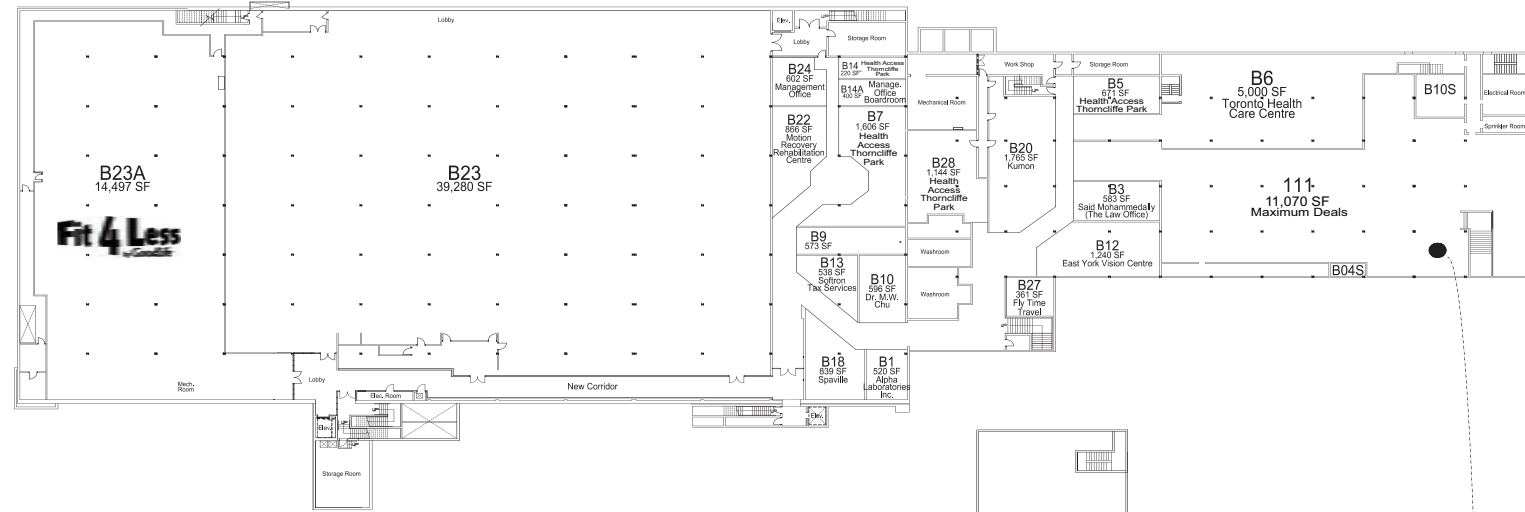 Lobby
Elev.
Lobby
Storage Room
B24
602 SF
Management
Office
B14
220 SF
Health Access
Thorncliffe
Park
B14A
400 SF
Manage.
Office
Boardroom
Work Shop
Storage Room
B5
671 SF
Health Access
Thorncliffe Park
B6
5,000 SF
Toronto Health
Care Centre
B10S
Electrical Room
Sprinkler Room
Mechanical Room
B22
866 SF
Motion
Recovery
Rehabilitation
Centre
B7
1,606 SF
Health
Access
Thorncliffe
Park
B20
1,765 SF
Kumon
B28
1,144 SF
Health
Access
Thorncliffe
Park
B23A
14,497 SF
Fit 4 Less
by GoodLife
B23
39,280 SF
B3
583 SF
Said Mohammedally
(The Law Office)
111
11,070 SF
Maximum Deals
B9
573 SF
Washroom
B12
1,240 SF
East York Vision Centre
B04S
B13
538 SF
Softron
Tax Services
B10
596 SF
Dr. M.W.
Chu
Washroom
B27
361 SF
Fly Time
Travel
B18
839 SF
Spaville
B1
520 SF
Alpha
Laboratories
Inc.
Mech.
Room
Lobby
New Corridor
Elec. Room
Elev.
Elev.
Storage Room